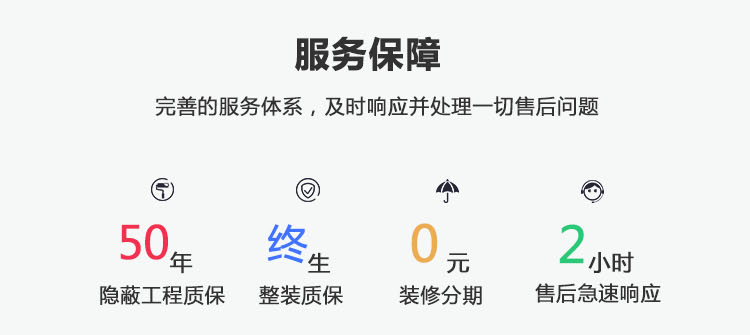 服务保障
完善的服务体系，及时响应并处理一切售后问题
50年 终生 0元 2小时
隐蔽工程质保 整装质保 装修分期 售后急速响应